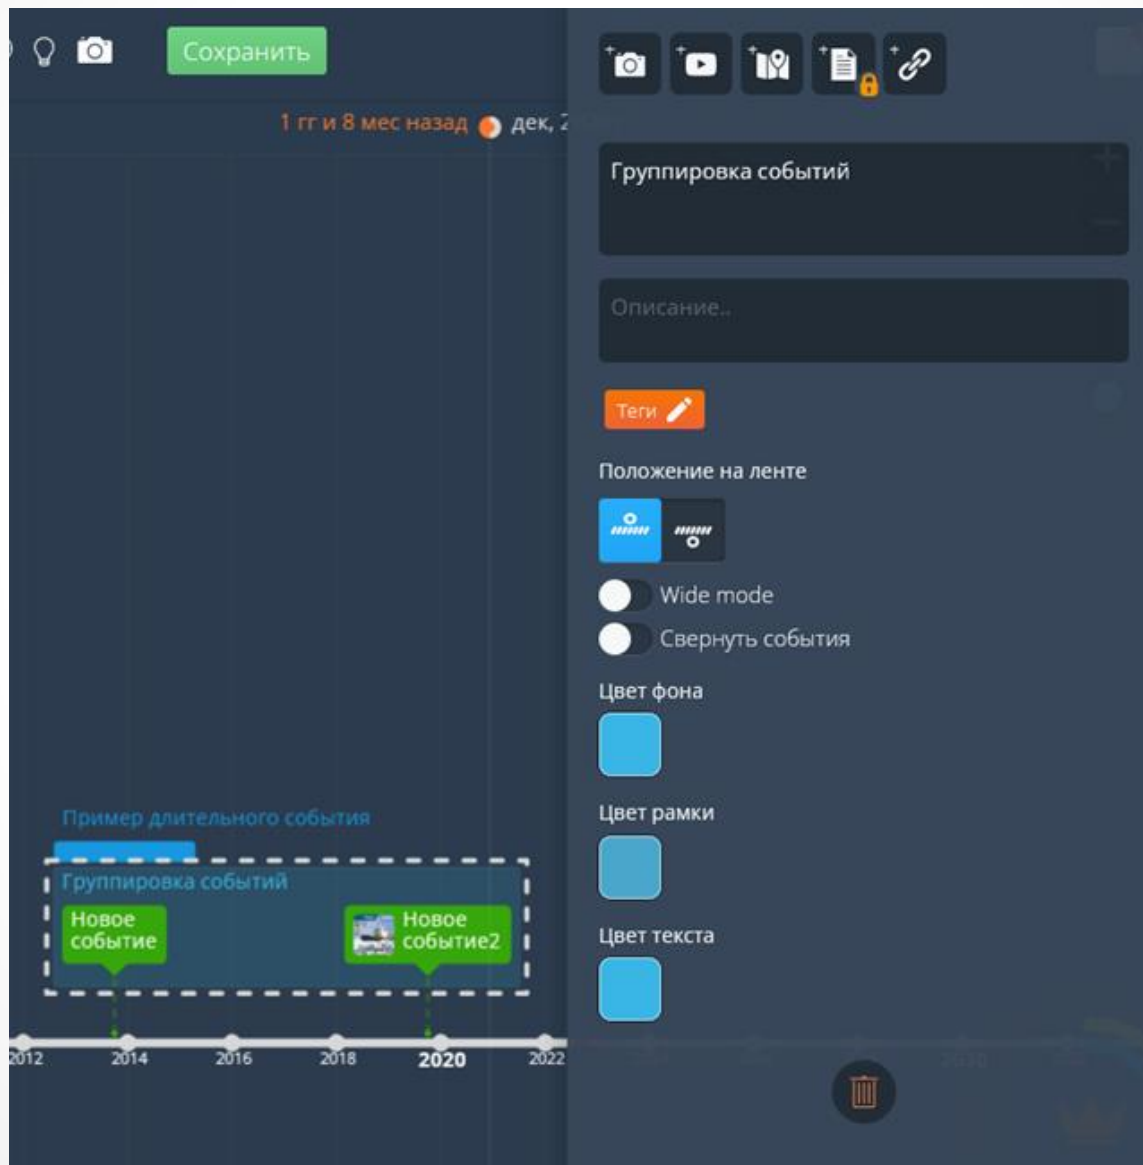 Сохранить
1 гг и 8 мес назад
дек, 2
Группировка событий
Описание..
Теги
Положение на ленте
Wide mode
Свернуть события
Цвет фона
Цвет рамки
Цвет текста
Пример длительного события
Группировка событий
Новое
событие
Новое
событие2
2012 2014 2016 2018 2020 2022